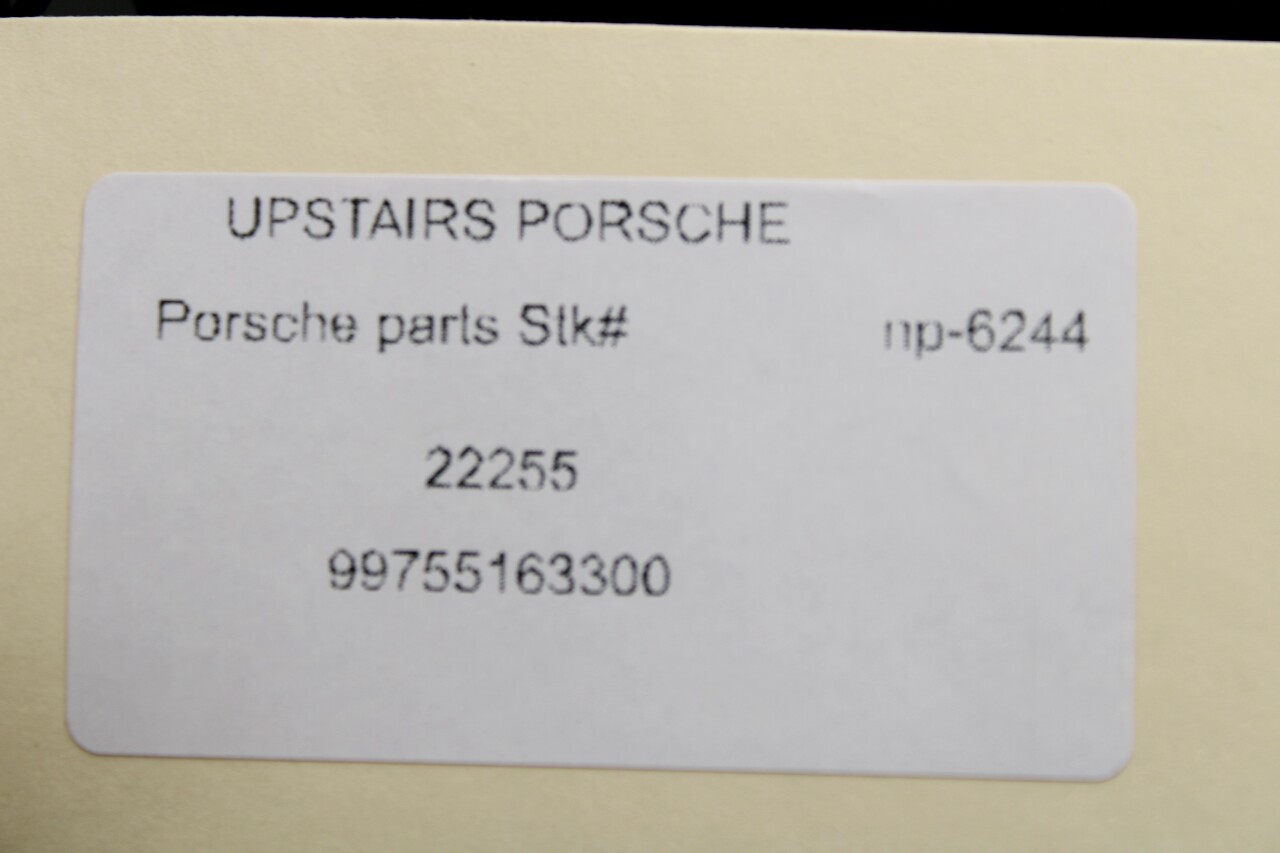 UPSTAIRS PORSCHE
Porsche parts Stk# np-6244
22255
99755163300